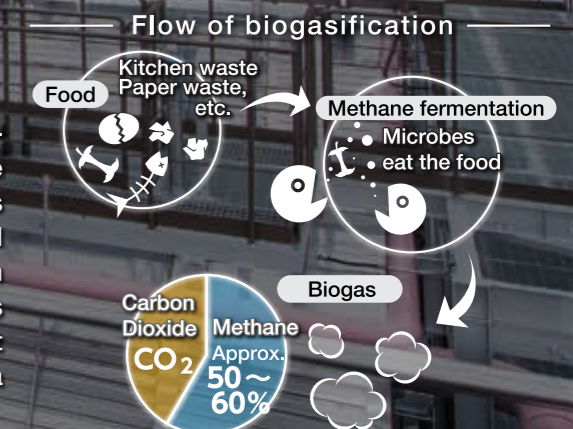 Flow of biogasification
Food
Kitchen waste
Paper waste,
etc.
Methane fermentation
Microbes
eat the food
Biogas
Carbon
Dioxide
CO₂
Methane
Approx.
50～
60%